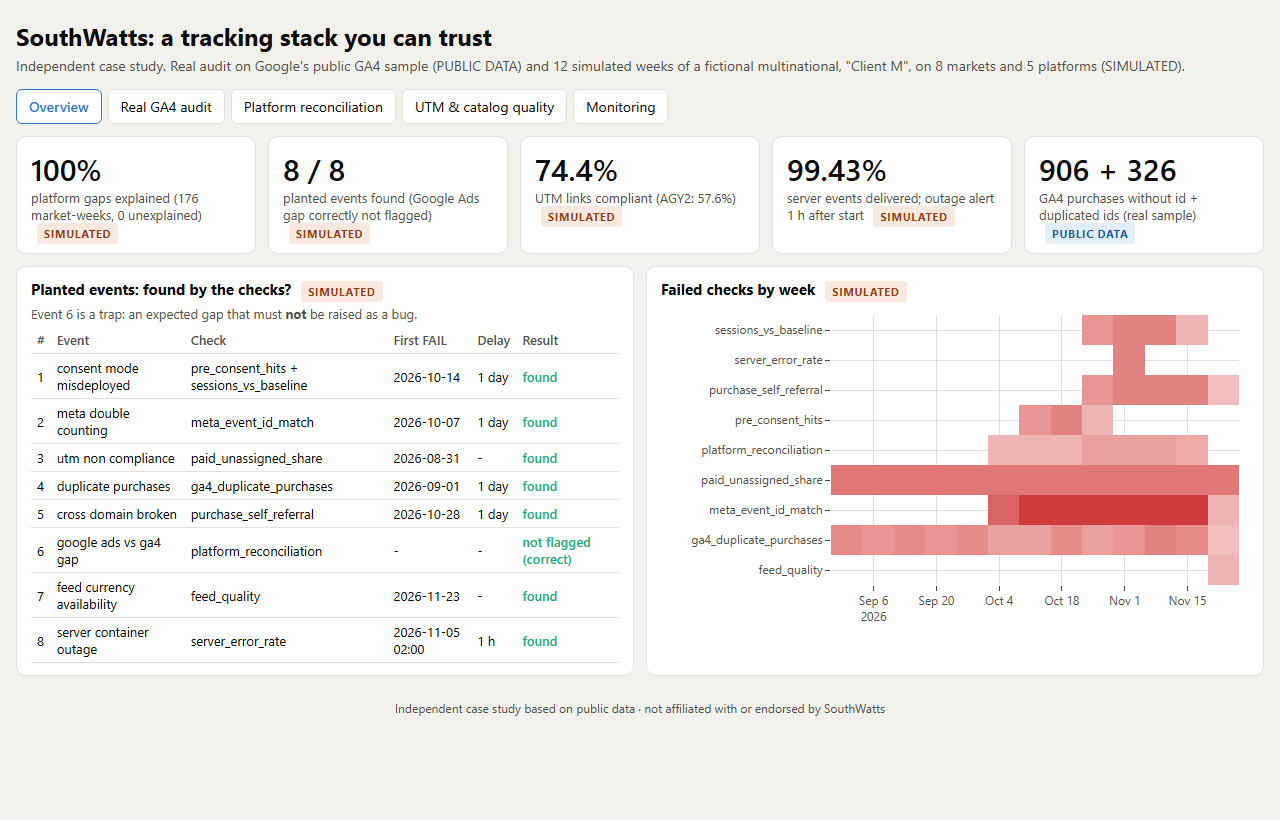 SouthWatts: a tracking stack you can trust
Independent case study. Real audit on Google's public GA4 sample (PUBLIC DATA) and 12 simulated weeks of a fictional multinational, "Client M", on 8 markets and 5 platforms (SIMULATED).
Overview
Real GA4 audit
Platform reconciliation
UTM & catalog quality
Monitoring
100%
platform gaps explained (176
market-weeks, 0 unexplained)
SIMULATED
8 / 8
planted events found (Google Ads
gap correctly not flagged)
SIMULATED
74.4%
UTM links compliant (AGY2: 57.6%)
SIMULATED
99.43%
server events delivered; outage alert
1 h after start SIMULATED
906 + 326
GA4 purchases without id +
duplicated ids (real sample)
PUBLIC DATA
Planted events: found by the checks? SIMULATED
Event 6 is a trap: an expected gap that must not be raised as a bug.
# Event Check First FAIL Delay Result
1 consent mode misdeployed pre_consent_hits + sessions_vs_baseline 2026-10-14 1 day found
2 meta double counting meta_event_id_match 2026-10-07 1 day found
3 utm non compliance paid_unassigned_share 2026-08-31 - found
4 duplicate purchases ga4_duplicate_purchases 2026-09-01 1 day found
5 cross domain broken purchase_self_referral 2026-10-28 1 day found
6 google ads vs ga4 gap platform_reconciliation - - not flagged (correct)
7 feed currency availability feed_quality 2026-11-23 - found
8 server container outage server_error_rate 2026-11-05 02:00 1 h found
Failed checks by week SIMULATED
sessions_vs_baseline
server_error_rate
purchase_self_referral
pre_consent_hits
platform_reconciliation
paid_unassigned_share
meta_event_id_match
ga4_duplicate_purchases
feed_quality
Sep 6 Sep 20 Oct 4 Oct 18 Nov 1 Nov 15
2026
Independent case study based on public data · not affiliated with or endorsed by SouthWatts